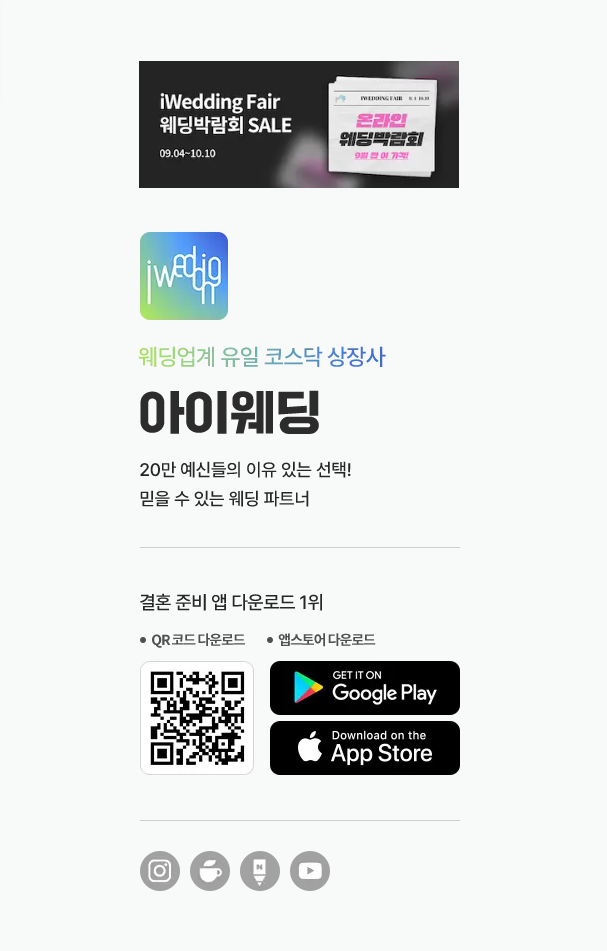 iWedding Fair
웨딩박람회 SALE
09.04~10.10
iWEDDING FAIR
온라인
웨딩박람회
9월 단 이 가격!
iwedding
웨딩업계 유일 코스닥 상장사
아이웨딩
20만 예신들의 이유 있는 선택!
믿을 수 있는 웨딩 파트너
결혼 준비 앱 다운로드 1위
• QR 코드 다운로드
• 앱스토어 다운로드
GET IT ON
Google Play
Download on the
App Store
N